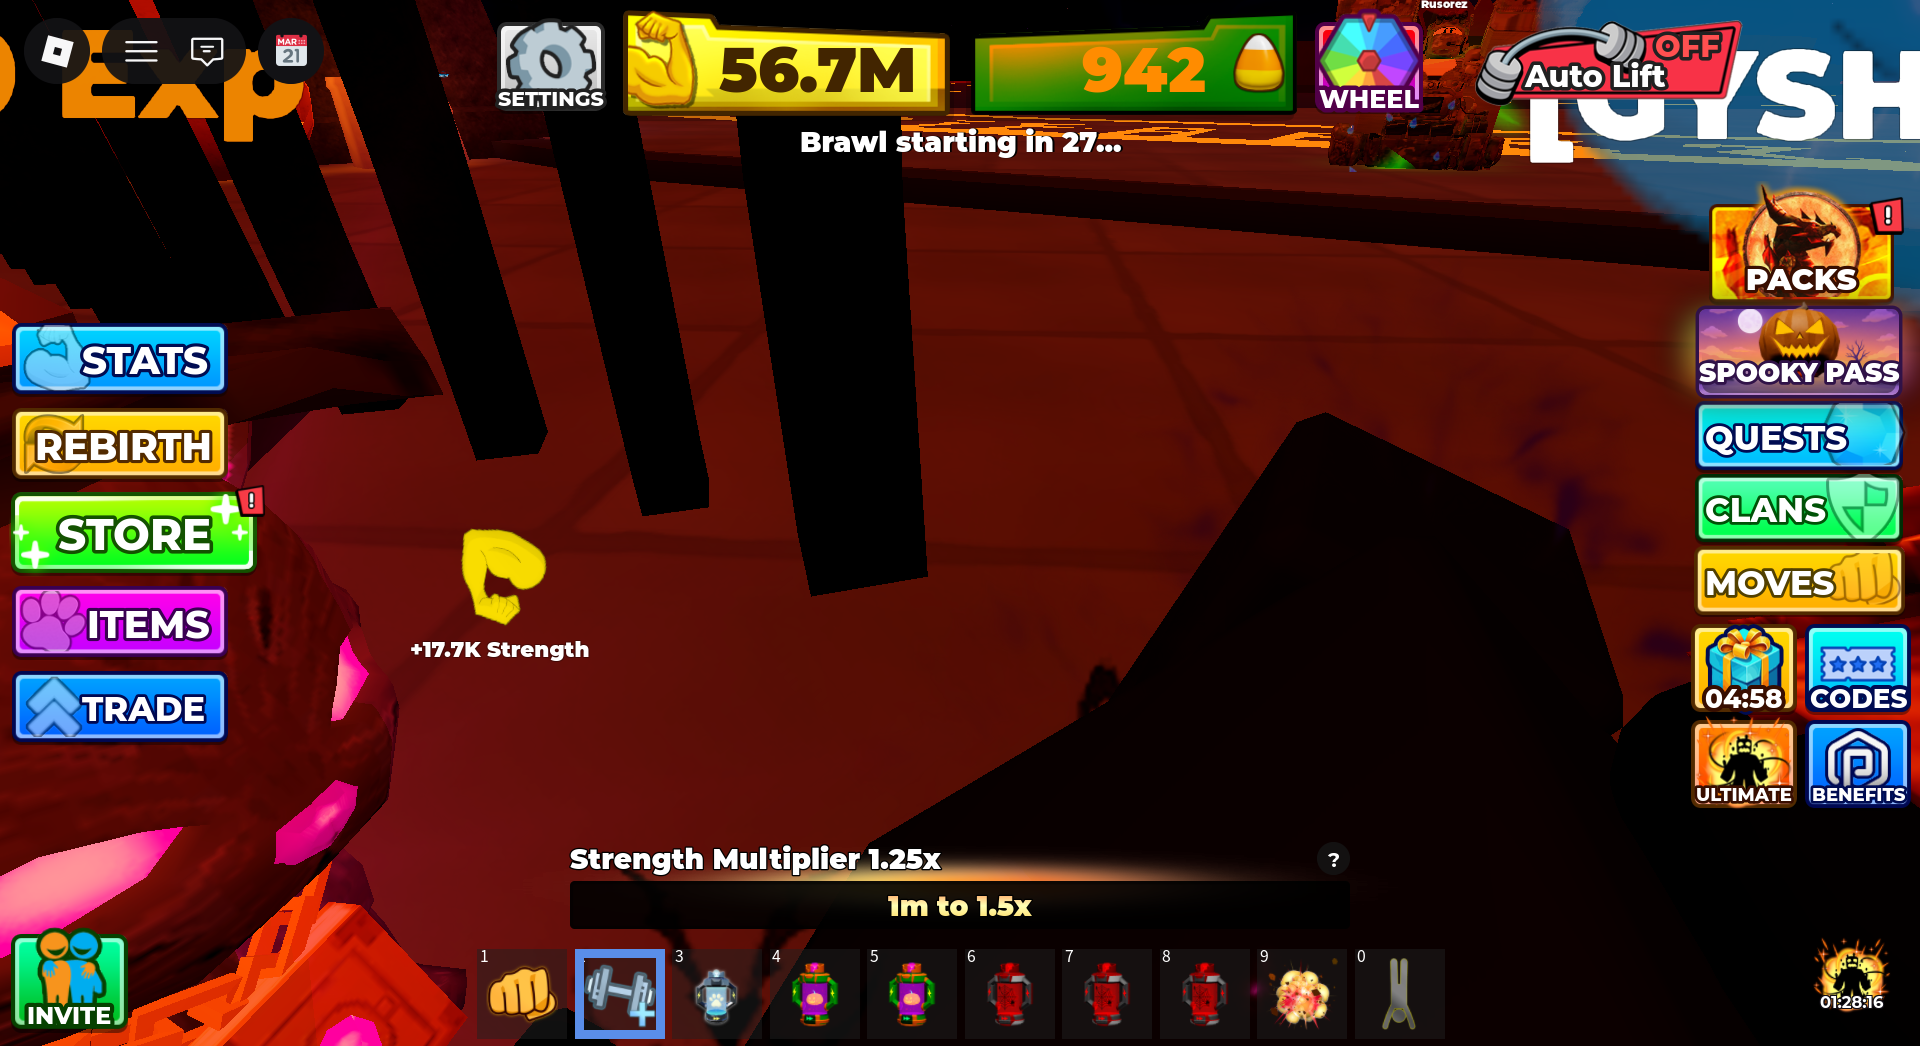 Rusorez
MAR
21
Exp
SETTINGS
56.7M
942
WHEEL
OFF
Auto Lift
Brawl starting in 27...
PACKS
!
SPOOKY PASS
STATS
QUESTS
REBIRTH
CLANS
STORE
!
MOVES
ITEMS
+17.7K Strength
04:58
CODES
TRADE
ULTIMATE
BENEFITS
Strength Multiplier 1.25x
?
1m to 1.5x
1
3
4
5
6
7
8
9
0
INVITE
01:28:16